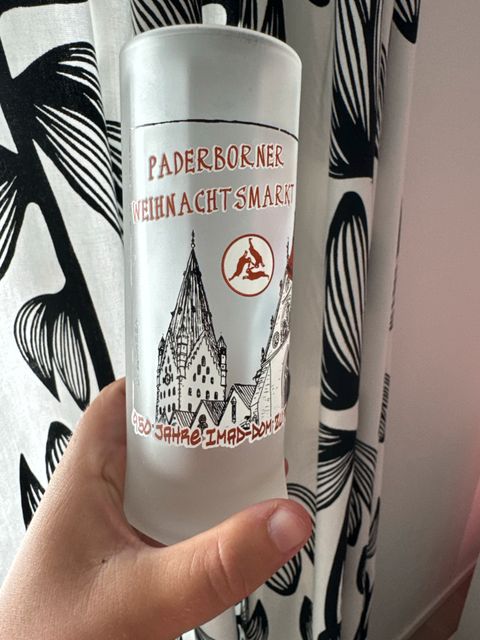 PADERBORNER
WEIHNACHTSMARKT
950 JAHRE IMAD-DOM